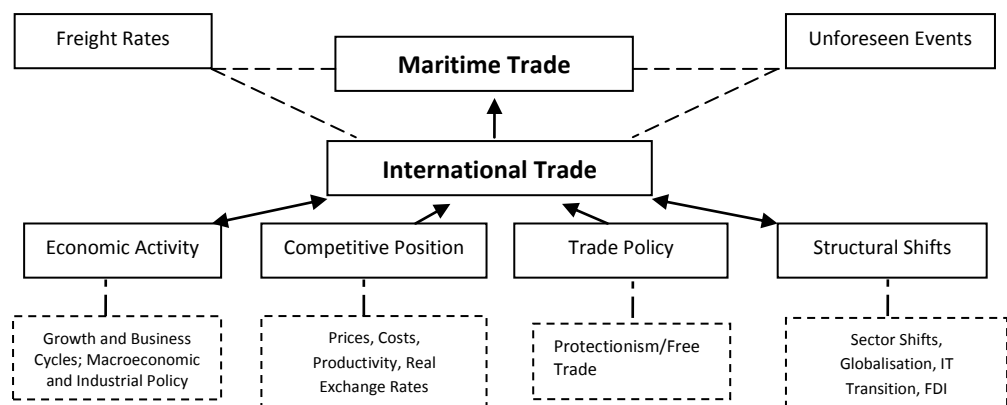 Freight Rates
Maritime Trade
Unforeseen Events
International Trade
Economic Activity
Competitive Position
Trade Policy
Structural Shifts
Growth and Business
Cycles; Macroeconomic
and Industrial Policy
Prices, Costs,
Productivity, Real
Exchange Rates
Protectionism/Free
Trade
Sector Shifts,
Globalisation, IT
Transition, FDI